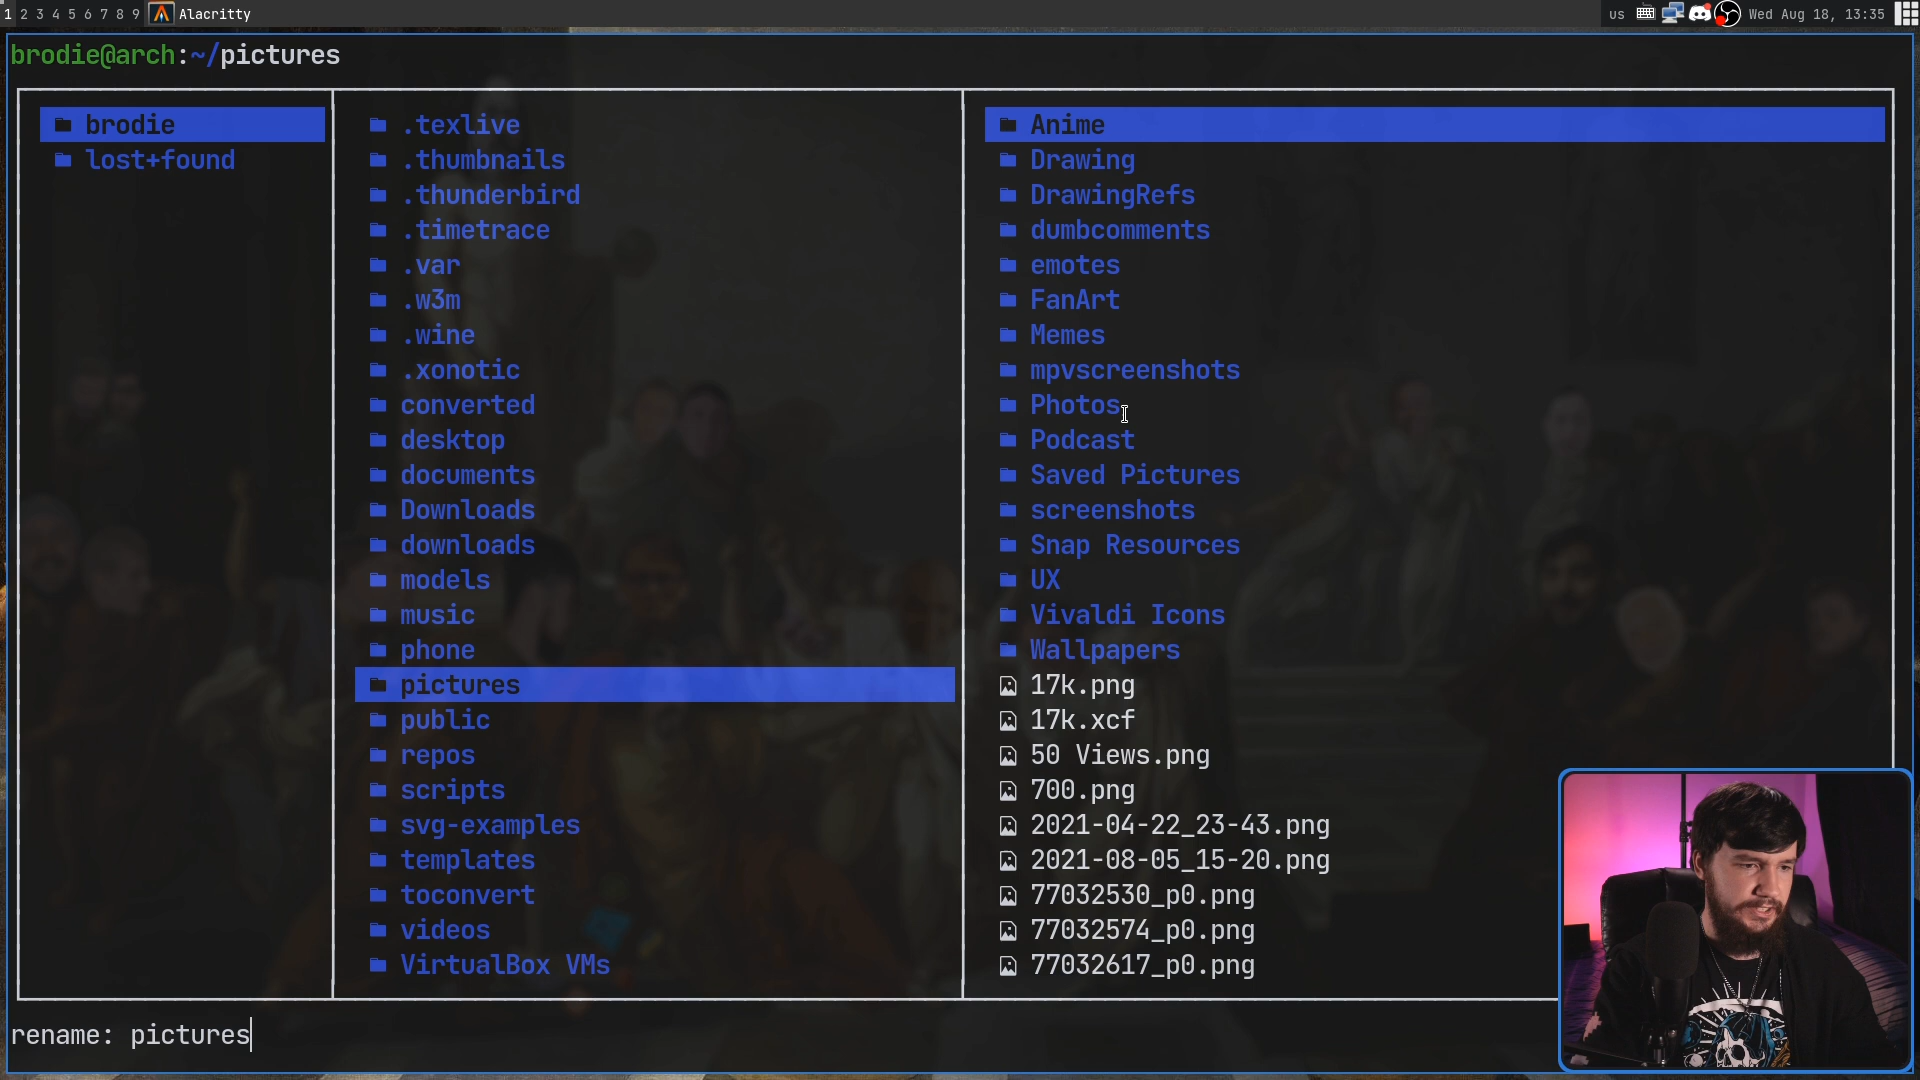 1 2 3 4 5 6 7 8 9 Alacritty us Wed Aug 18, 13:35
brodie@arch:~/pictures
brodie
lost+found
.texlive
.thumbnails
.thunderbird
.timetrace
.var
.w3m
.wine
.xonotic
converted
desktop
documents
Downloads
downloads
models
music
phone
pictures
public
repos
scripts
svg-examples
templates
toconvert
videos
VirtualBox VMs
Anime
Drawing
DrawingRefs
dumbcomments
emotes
FanArt
Memes
mpvscreenshots
Photos
Podcast
Saved Pictures
screenshots
Snap Resources
UX
Vivaldi Icons
Wallpapers
17k.png
17k.xcf
50 Views.png
700.png
2021-04-22_23-43.png
2021-08-05_15-20.png
77032530_p0.png
77032574_p0.png
77032617_p0.png
rename: pictures